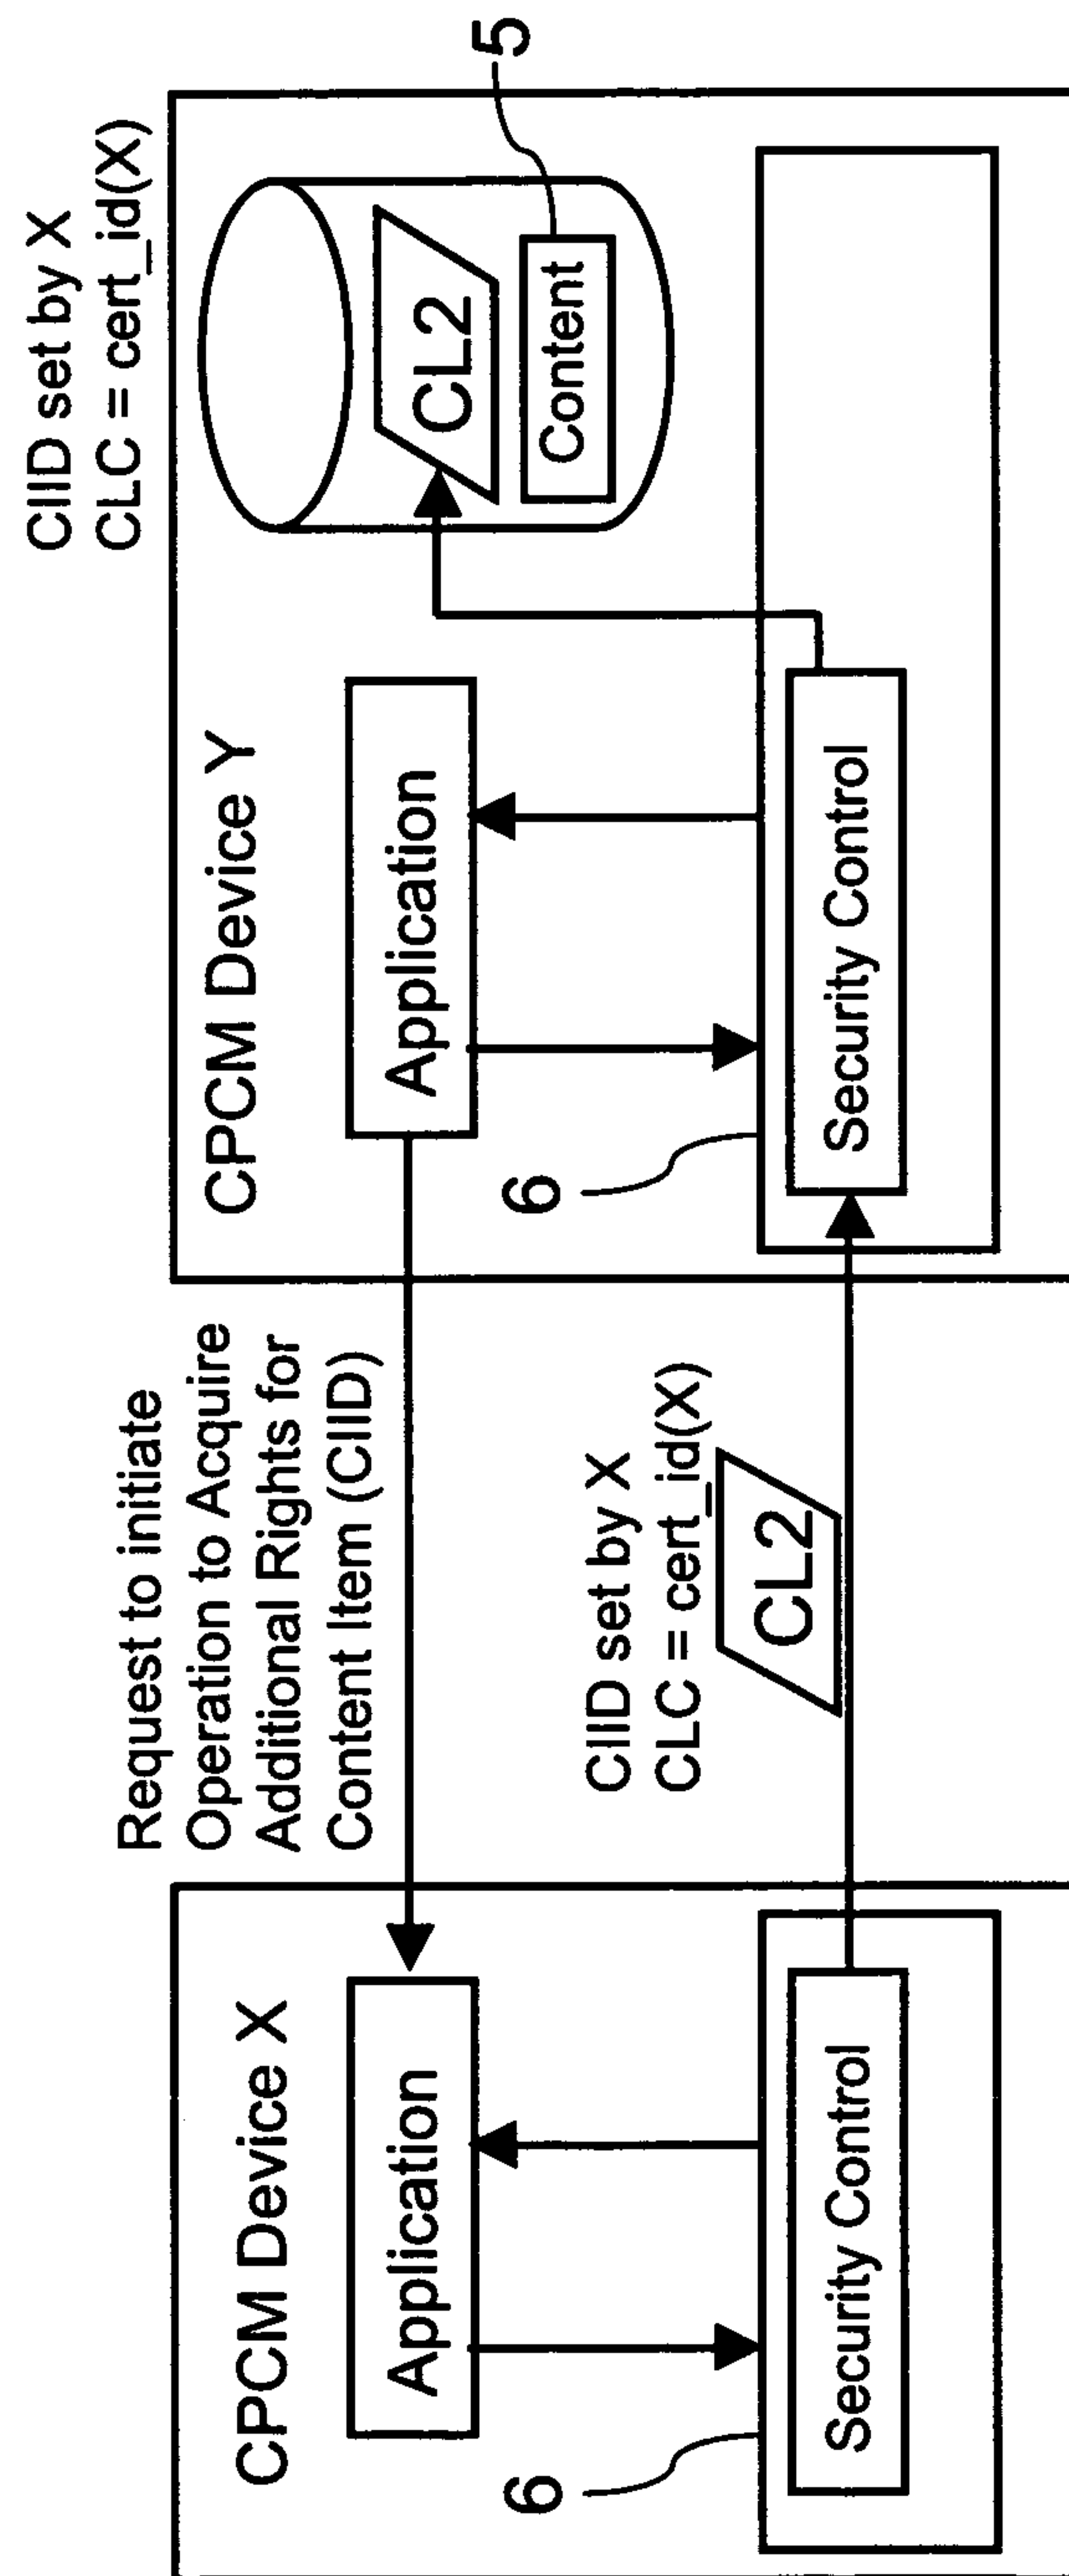 CPCM Device X
Application
6
Security Control
Request to initiate
Operation to Acquire
Additional Rights for
Content Item (CIID)
CIID set by X
CLC = cert_id(X)
CL2
CPCM Device Y
Application
6
Security Control
CIID set by X
CLC = cert_id(X)
CL2
Content
5